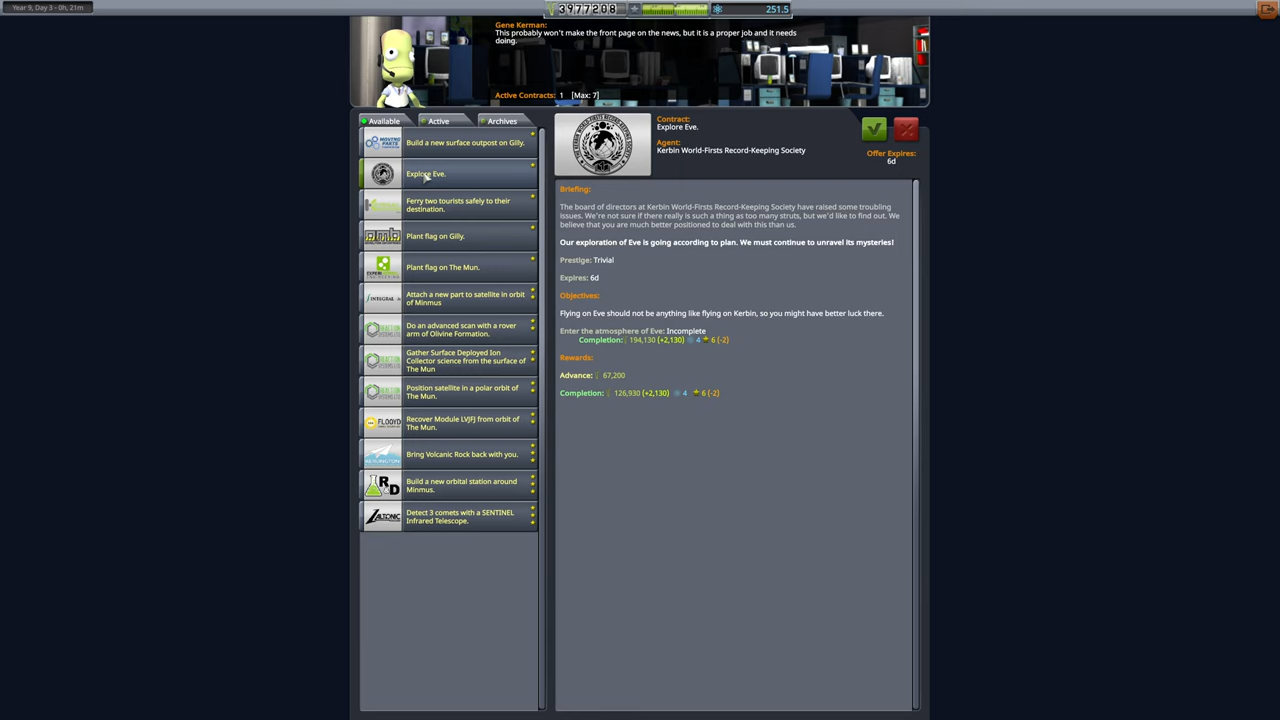 Year 9, Day 3 - 0h, 21m
3977208
251.5
Gene Kerman:
This probably won't make the front page on the news, but it is a proper job and it needs
doing.
Active Contracts: 1 [Max: 7]
Available
Active
Archives
Build a new surface outpost on Gilly.
Explore Eve.
Ferry two tourists safely to their
destination.
Plant flag on Gilly.
Plant flag on The Mun.
Attach a new part to satellite in orbit
of Minmus
Do an advanced scan with a rover
arm of Olivine Formation.
Gather Surface Deployed Ion
Collector science from the surface of
The Mun
Position satellite in a polar orbit of
The Mun.
Recover Module LVJFJ from orbit of
The Mun.
Bring Volcanic Rock back with you.
R&D
Build a new orbital station around
Minmus.
Detect 3 comets with a SENTINEL
Infrared Telescope.
Contract:
Explore Eve.
Agent:
Kerbin World-Firsts Record-Keeping Society
Offer Expires:
6d
Briefing:
The board of directors at Kerbin World-Firsts Record-Keeping Society have raised some troubling
issues. We're not sure if there really is such a thing as too many struts, but we'd like to find out. We
believe that you are much better positioned to deal with this than us.
Our exploration of Eve is going according to plan. We must continue to unravel its mysteries!
Prestige: Trivial
Expires: 6d
Objectives:
Flying on Eve should not be anything like flying on Kerbin, so you might have better luck there.
Enter the atmosphere of Eve: Incomplete
Completion: 194,130 (+2,130) 4 6 (-2)
Rewards:
Advance: 67,200
Completion: 126,930 (+2,130) 4 6 (-2)